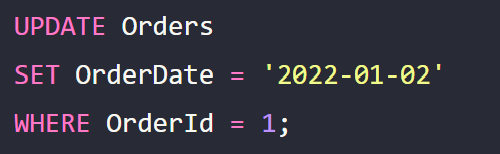 UPDATE Orders
SET OrderDate = '2022-01-02'
WHERE OrderId = 1;